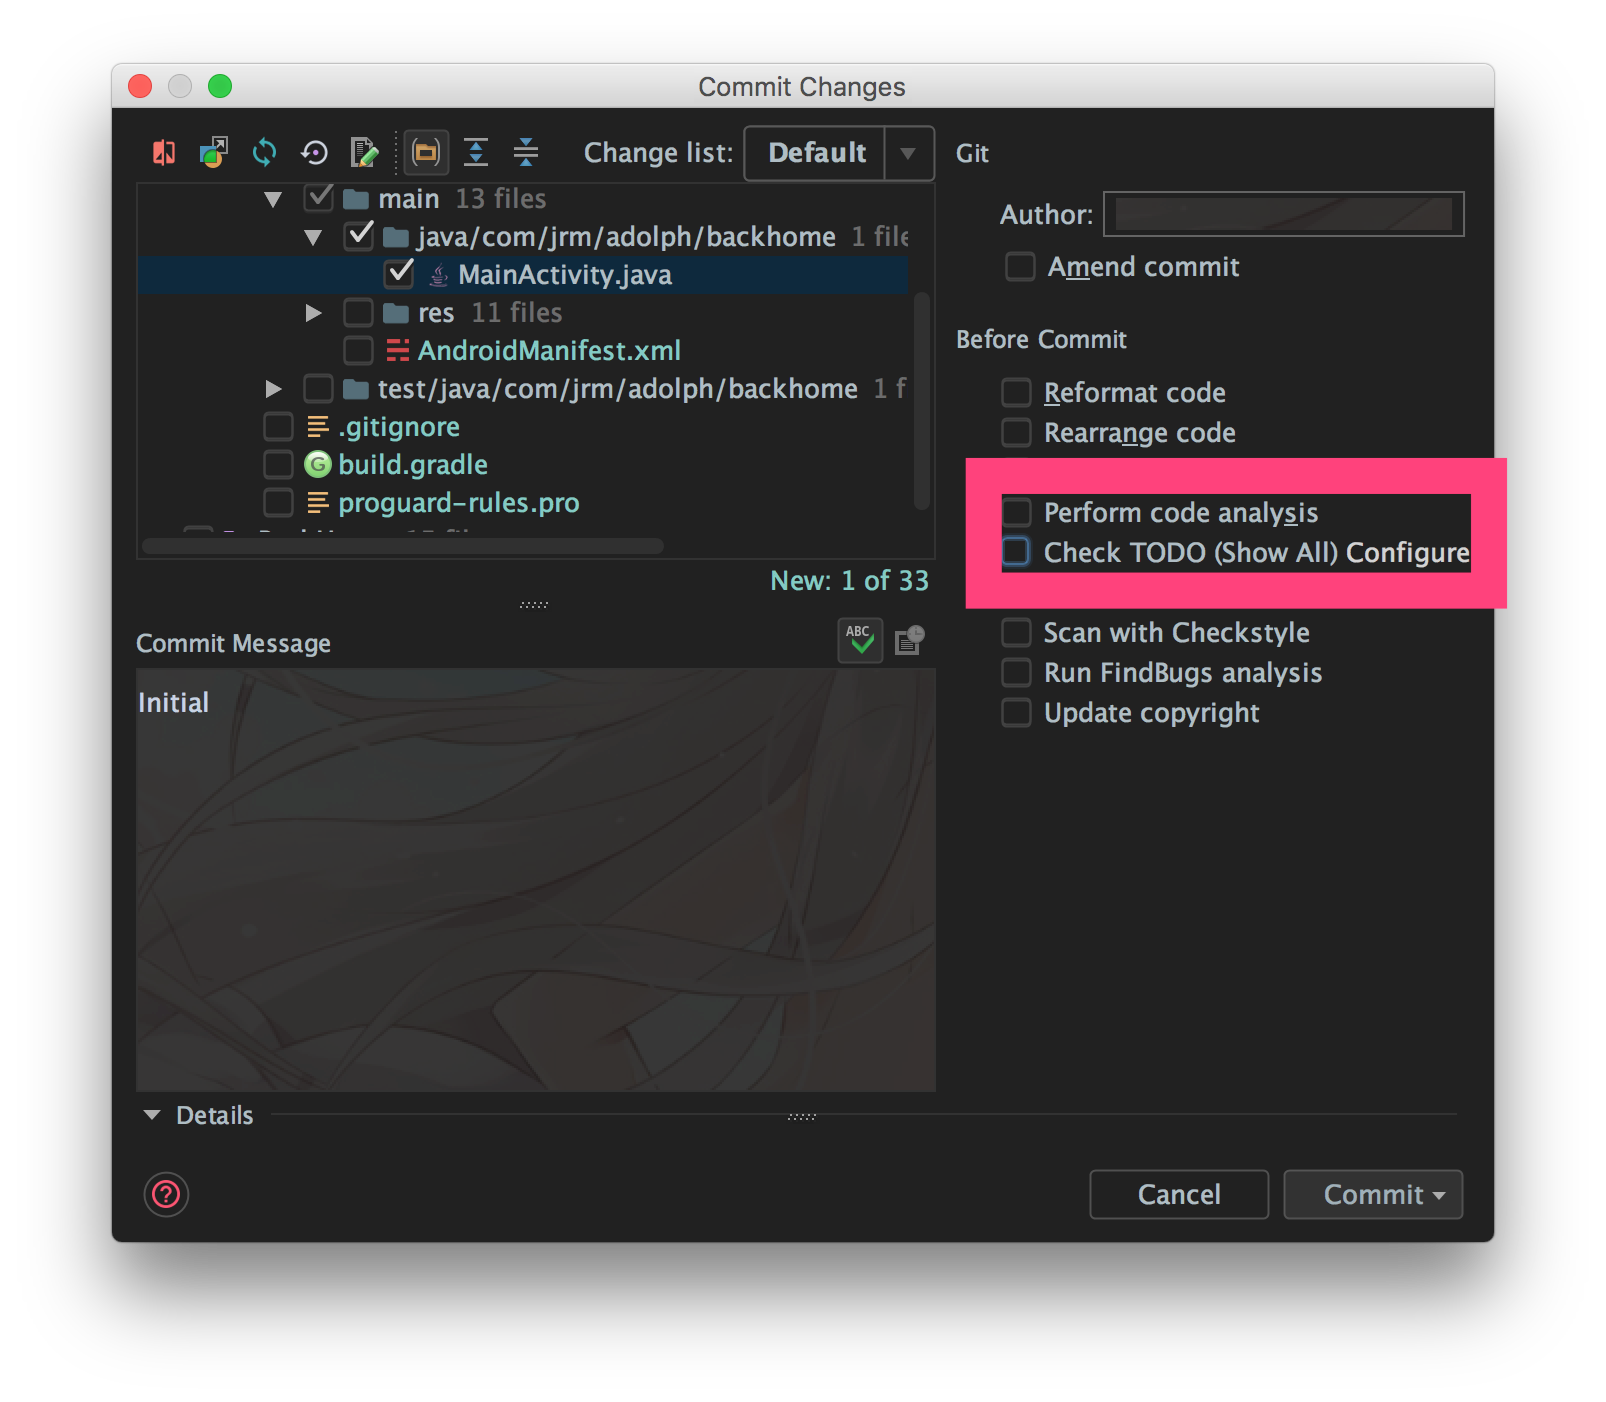 Commit Changes
Change list: Default
main 13 files
java/com/jrm/adolph/backhome 1 file
MainActivity.java
res 11 files
AndroidManifest.xml
test/java/com/jrm/adolph/backhome 1 f
.gitignore
G build.gradle
proguard-rules.pro
New: 1 of 33
Commit Message
ABC
Initial
Git
Author:
Amend commit
Before Commit
Reformat code
Rearrange code
Perform code analysis
Check TODO (Show All) Configure
Scan with Checkstyle
Run FindBugs analysis
Update copyright
Details
?
Cancel
Commit